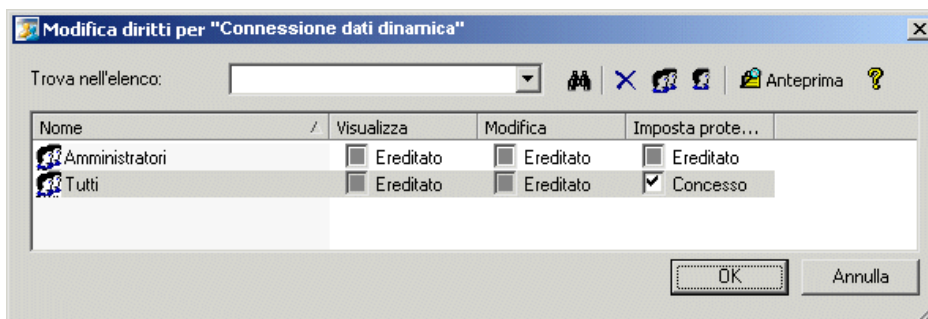 Modifica diritti per "Connessione dati dinamica"
Trova nell'elenco:
Anteprima
Nome Visualizza Modifica Imposta prote...
Amministratori Ereditato Ereditato Ereditato
Tutti Ereditato Ereditato Concesso
OK Annulla